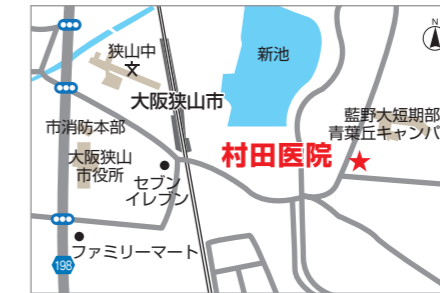 N
狭山中
文
新池
大阪狭山市
藍野大短期部
青葉丘キャンパ
市消防本部
村田医院
大阪狭山
市役所
セブン
イレブン
ファミリーマート
198